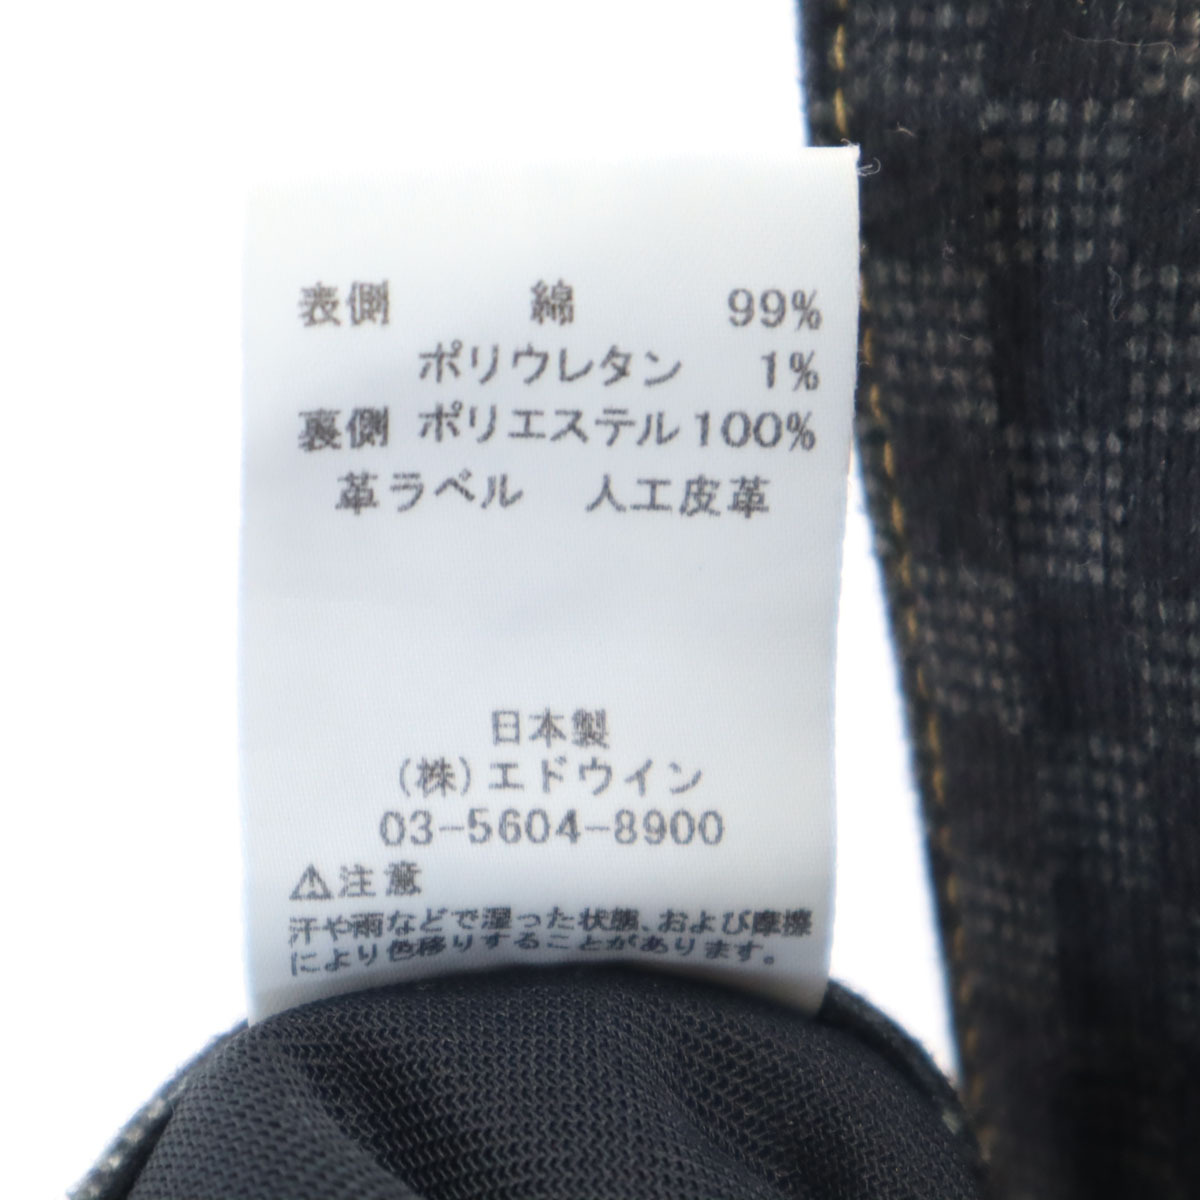 表側 綿 99%
ポリウレタン 1%
裏側 ポリエステル 100%
革ラベル 人工皮革
日本製
(株)エドウイン
03-5604-8900
⚠注意
汗や雨などで湿った状態、および摩擦
により色移りすることがあります。